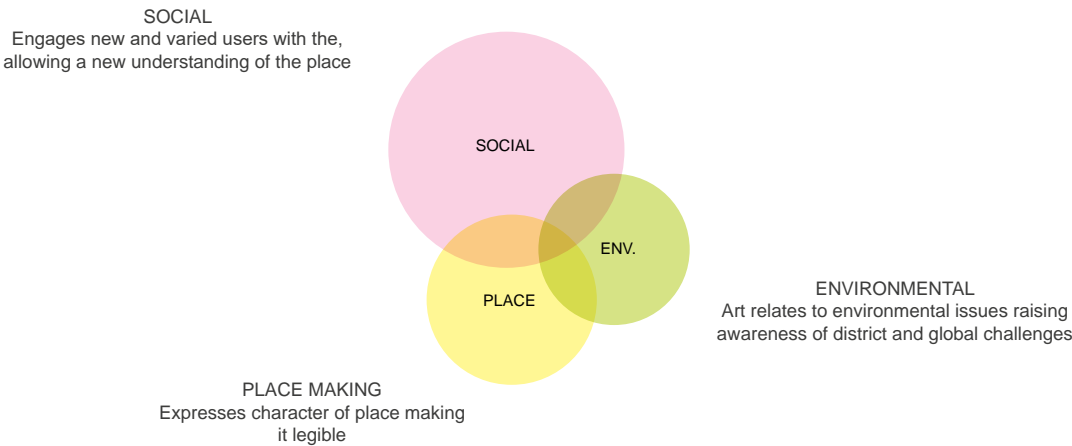 SOCIAL
Engages new and varied users with the,
allowing a new understanding of the place
SOCIAL
ENV.
PLACE
ENVIRONMENTAL
Art relates to environmental issues raising
awareness of district and global challenges
PLACE MAKING
Expresses character of place making
it legible